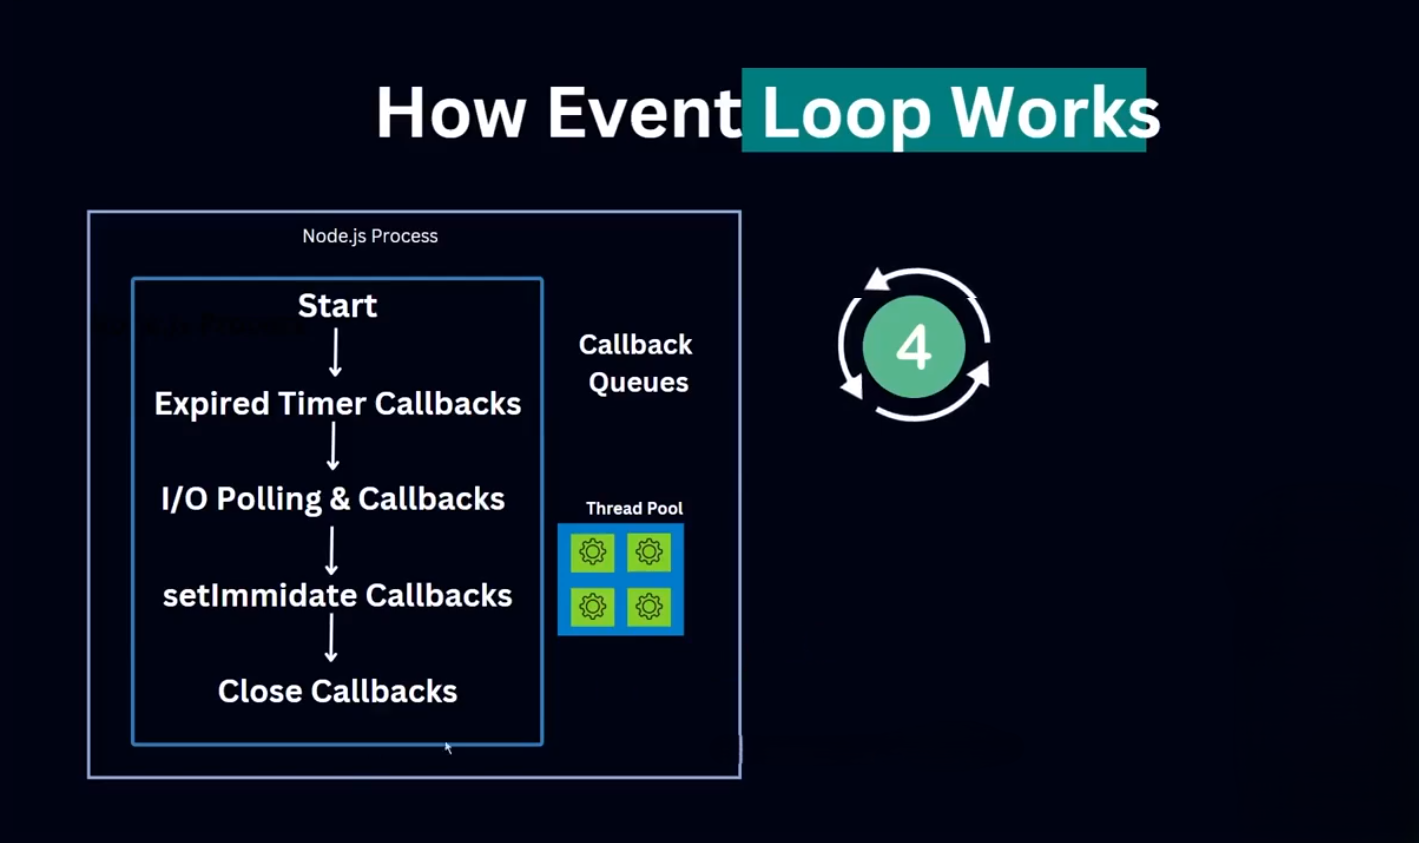 How Event Loop Works
Node.js Process
Start
Expired Timer Callbacks
I/O Polling & Callbacks
setImmidate Callbacks
Close Callbacks
Callback
Queues
Thread Pool
4